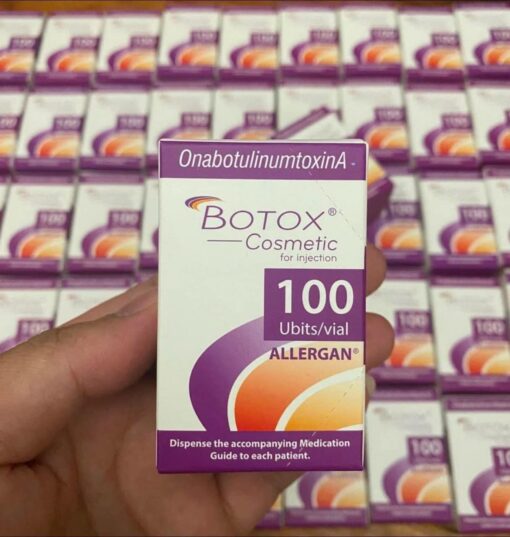 OnabotulinumtoxinA
BOTOX®
Cosmetic
for injection
100
Ubits/vial
ALLERGAN®
Dispense the accompanying Medication
Guide to each patient.